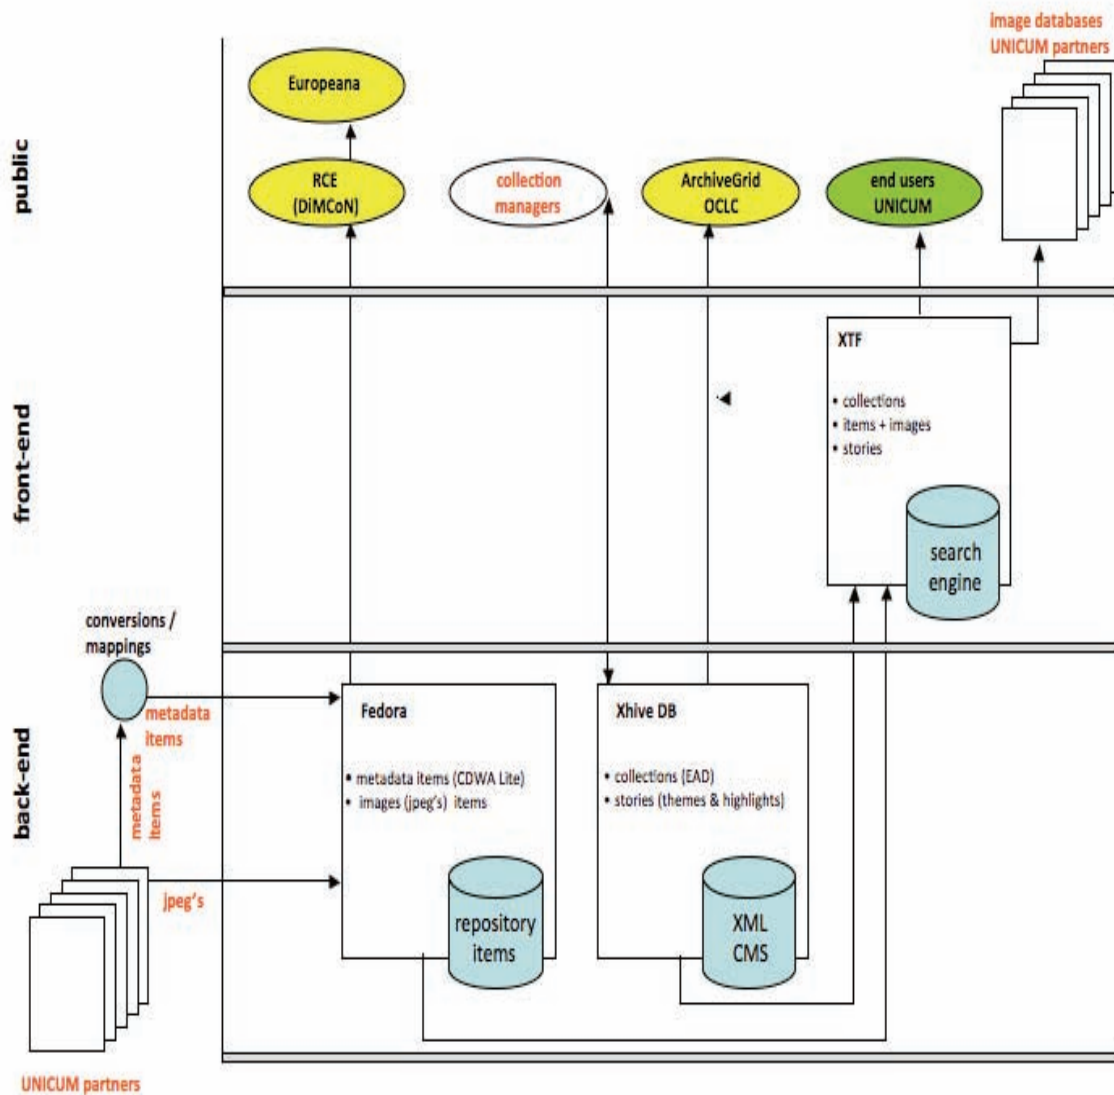 image databases
UNICUM partners
public
Europeana
RCE
(DiMCoN)
collection
managers
ArchiveGrid
OCLC
end users
UNICUM
front-end
XTF
• collections
• items + images
• stories
search
engine
conversions /
mappings
back-end
metadata
items
metadata
items
jpeg's
UNICUM partners
Fedora
• metadata items (CDWA Lite)
• images (jpeg's) items
repository
items
Xhive DB
• collections (EAD)
• stories (themes & highlights)
XML
CMS